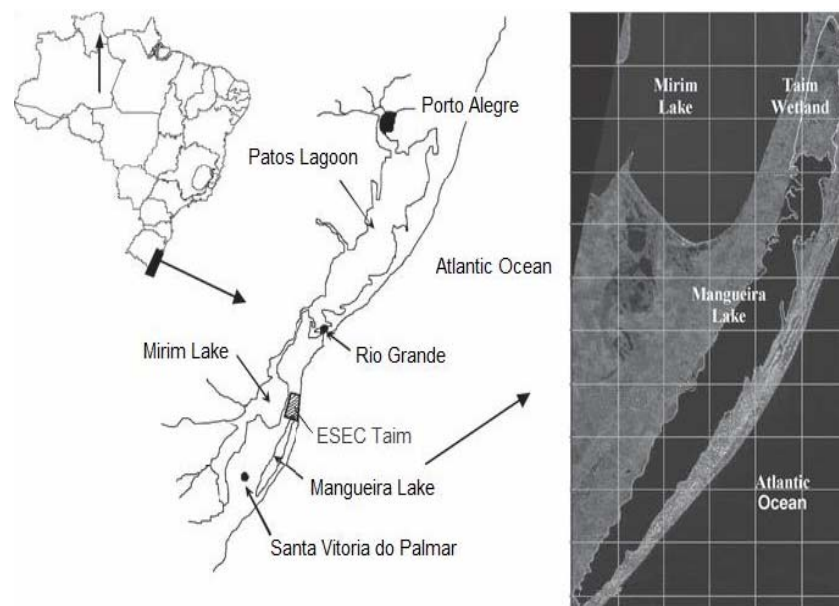 Porto Alegre
Patos Lagoon
Atlantic Ocean
Rio Grande
Mirim Lake
ESEC Taim
Mangueira Lake
Santa Vitoria do Palmar
Mirim
Lake
Taim
Wetland
Mangueira
Lake
Atlantic
Ocean